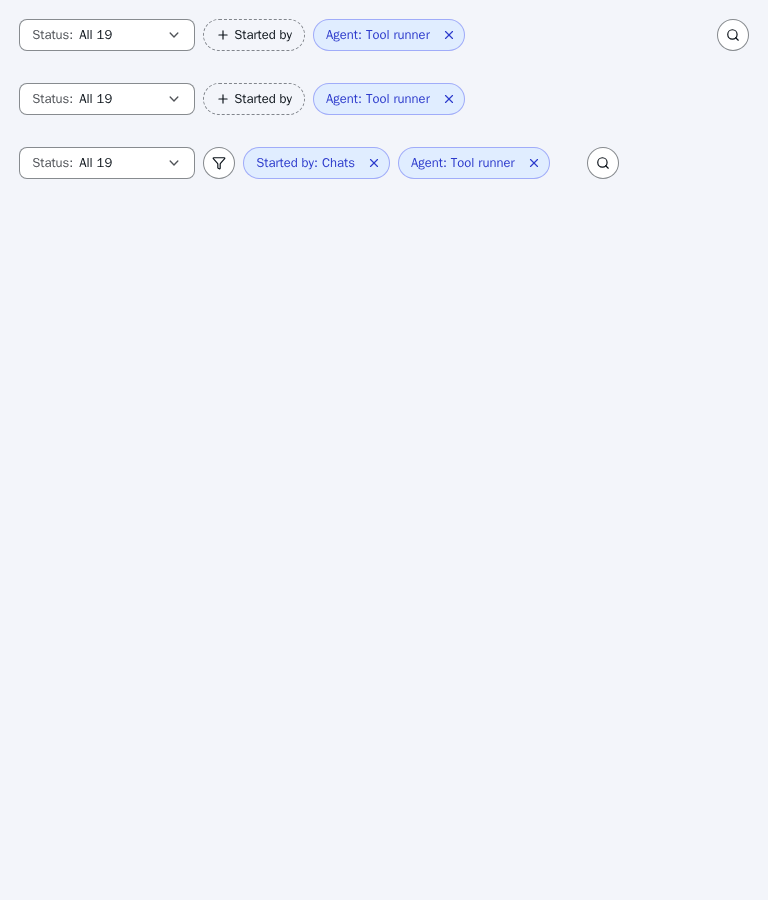 Status: All 19 Started by Agent: Tool runner
Status: All 19 Started by Agent: Tool runner
Status: All 19 Started by: Chats Agent: Tool runner